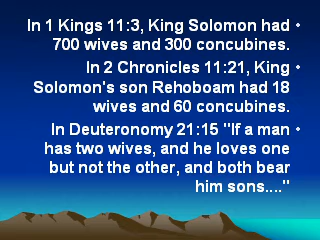 In 1 Kings 11:3, King Solomon had •
700 wives and 300 concubines.
In 2 Chronicles 11:21, King •
Solomon's son Rehoboam had 18
wives and 60 concubines.
In Deuteronomy 21:15 "If a man •
has two wives, and he loves one
but not the other, and both bear
him sons...."